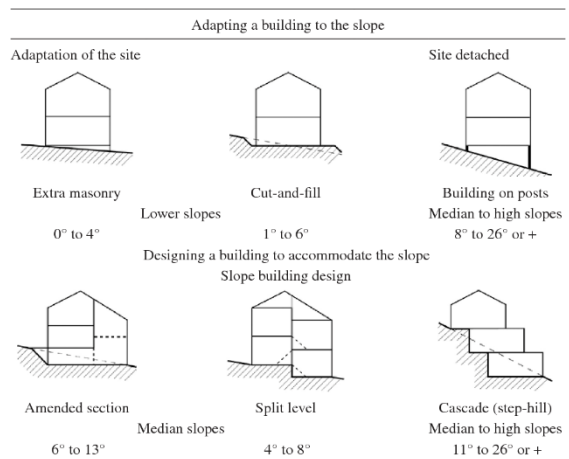 Adapting a building to the slope
Adaptation of the site Site detached
Extra masonry Cut-and-fill Building on posts
Lower slopes Median to high slopes
0° to 4° 1° to 6° 8° to 26° or +
Designing a building to accommodate the slope
Slope building design
Amended section Split level Cascade (step-hill)
Median slopes Median to high slopes
6° to 13° 4° to 8° 11° to 26° or +